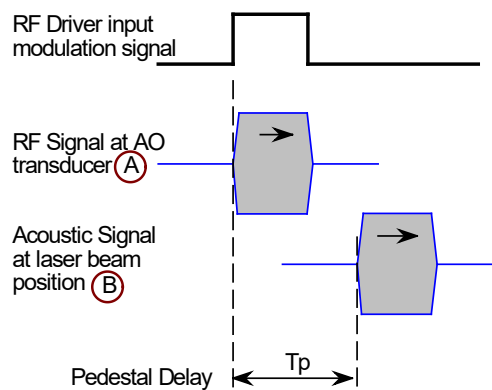 RF Driver input
modulation signal
RF Signal at AO
transducer A
Acoustic Signal
at laser beam
position B
Pedestal Delay
Tp